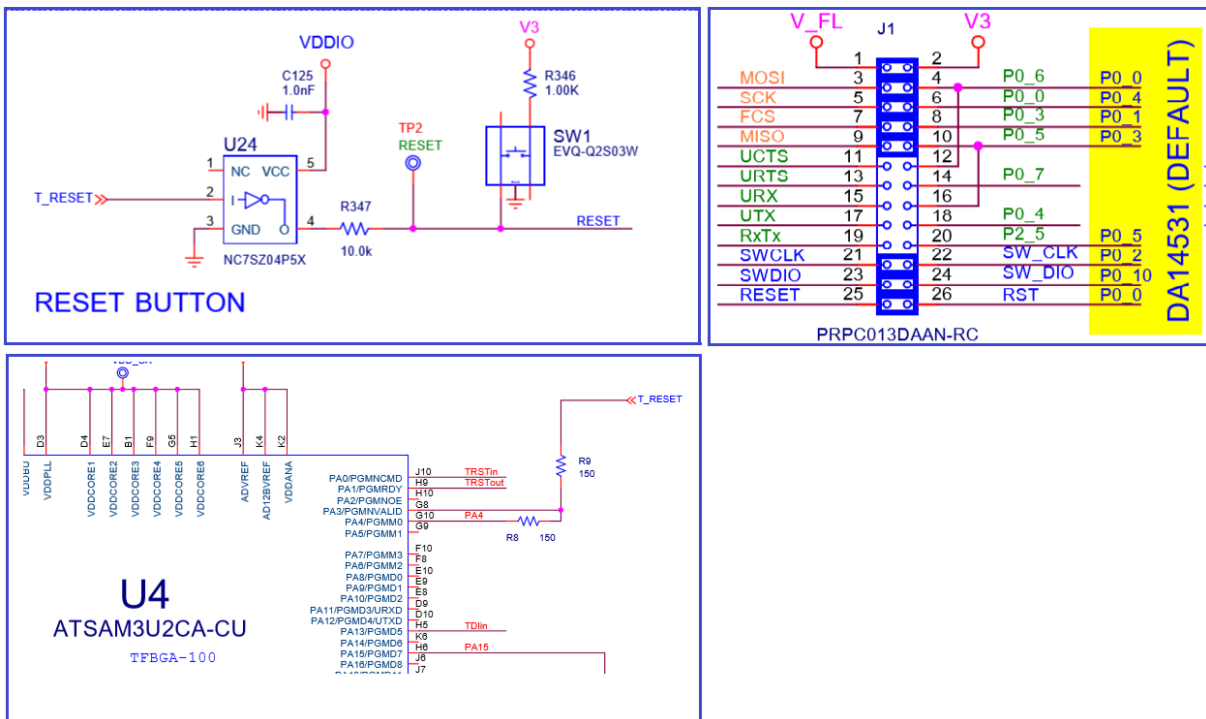 VDDIO
V3
C125
1.0nF
R346
1.00K
TP2
RESET
SW1
EVQ-Q2S03W
U24
1 NC VCC 5
T_RESET 2 I
3 GND O 4
R347
10.0k
RESET
NC7SZ04P5X
RESET BUTTON
V_FL J1 V3
1 2
MOSI 3 4 P0_6 P0_0
SCK 5 6 P0_0 P0_4
FCS 7 8 P0_3 P0_1
MISO 9 10 P0_5 P0_3
UCTS 11 12
URTS 13 14 P0_7
URX 15 16
UTX 17 18 P0_4
RxTx 19 20 P2_5 P0_5
SWCLK 21 22 SW_CLK P0_2
SWDIO 23 24 SW_DIO P0_10
RESET 25 26 RST P0_0
DA14531 (DEFAULT)
PRPC013DAAN-RC
T_RESET
D3 D4 E7 B1 F9 G5 H1 J3 K4 K2
VDDBU VDDPLL VDDCORE1 VDDCORE2 VDDCORE3 VDDCORE4 VDDCORE5 VDDCORE6 ADVREF AD12BVREF VDDANA
R9
150
PA0/PGMNCMD J10 TRSTin
PA1/PGMRDY H9 TRSTout
PA2/PGMNOE H10
PA3/PGMNVALID G8
PA4/PGMM0 G10 PA4
PA5/PGMM1 G9
R8 150
PA7/PGMM3 F10
PA6/PGMM2 F8
PA8/PGMD0 E10
PA9/PGMD1 E9
PA10/PGMD2 E8
PA11/PGMD3/URXD D9
PA12/PGMD4/UTXD D10
PA13/PGMD5 H5 TDIin
PA14/PGMD6 K6
PA15/PGMD7 H6 PA15
PA16/PGMD8 J6
J7
U4
ATSAM3U2CA-CU
TFBGA-100